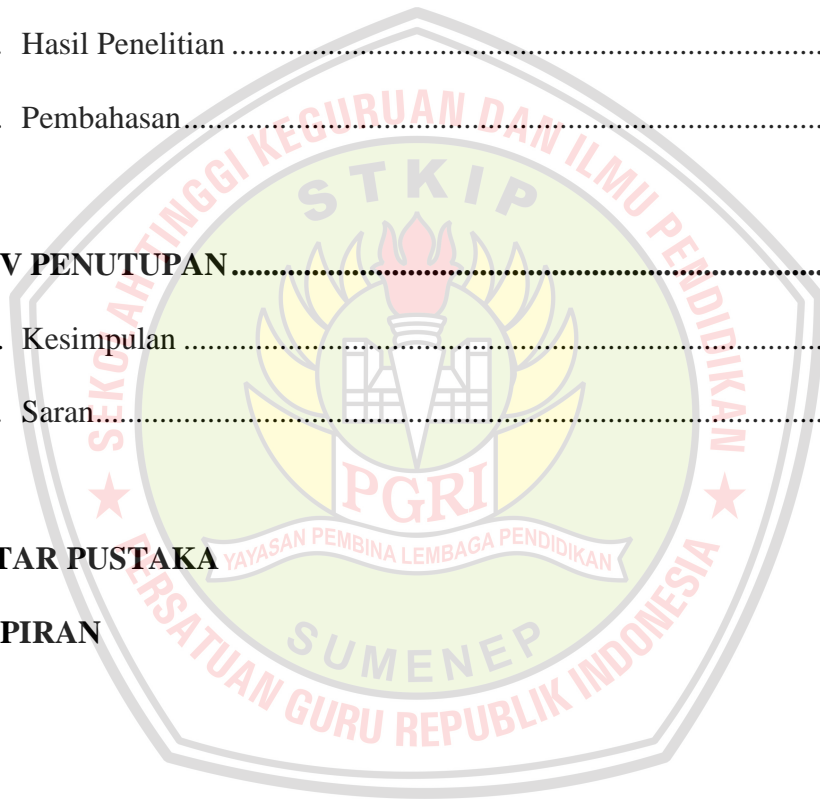 . Hasil Penelitian ..........................................................................
. Pembahasan................................................................................
V PENUTUPAN..........................................................................
. Kesimpulan ................................................................................
. Saran...........................................................................................
TAR PUSTAKA
PIRAN
SEKOLAH TINGGI KEGURUAN DAN ILMU PENDIDIKAN
STKIP
PGRI
YAYASAN PEMBINA LEMBAGA PENDIDIKAN
SUMENEP
PERSATUAN GURU REPUBLIK INDONESIA